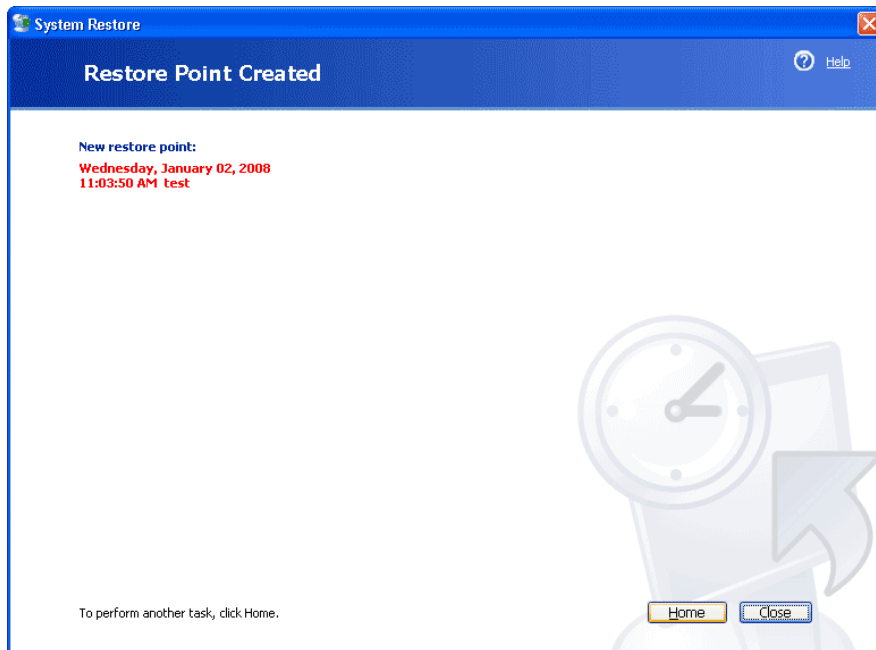 System Restore
Restore Point Created
Help
New restore point:
Wednesday, January 02, 2008
11:03:50 AM test
To perform another task, click Home.
Home
Close